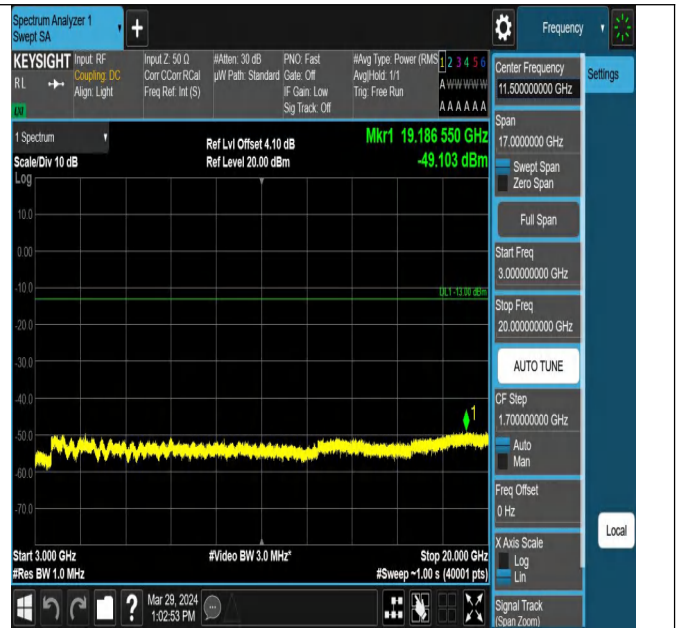 Spectrum Analyzer 1
Swept SA
Frequency
KEYSIGHT
RL
Input: RF
Coupling: DC
Align: Light
Input Z: 50 Ω
Corr CCorr RCal
Freq Ref: Int (S)
#Atten: 30 dB
µW Path: Standard
PNO: Fast
Gate: Off
IF Gain: Low
Sig Track: Off
#Avg Type: Power (RMS
Avg|Hold: 1/1
Trig: Free Run
1 2 3 4 5 6
A W W W W W
A A A A A A
1 Spectrum
Scale/Div 10 dB
Log
Ref Lvl Offset 4.10 dB
Ref Level 20.00 dBm
Mkr1 19.186 550 GHz
-49.103 dBm
10.0
0.00
-10.0
-20.0
-30.0
-40.0
-50.0
-60.0
-70.0
DL1 -13.00 dBm
1
Start 3.000 GHz
#Res BW 1.0 MHz
#Video BW 3.0 MHz*
Stop 20.000 GHz
#Sweep ~1.00 s (40001 pts)
Mar 29, 2024
1:02:53 PM
?
Center Frequency
11.500000000 GHz
Settings
Span
17.0000000 GHz
Swept Span
Zero Span
Full Span
Start Freq
3.000000000 GHz
Stop Freq
20.000000000 GHz
AUTO TUNE
CF Step
1.700000000 GHz
Auto
Man
Freq Offset
0 Hz
Local
X Axis Scale
Log
Lin
Signal Track
(Span Zoom)